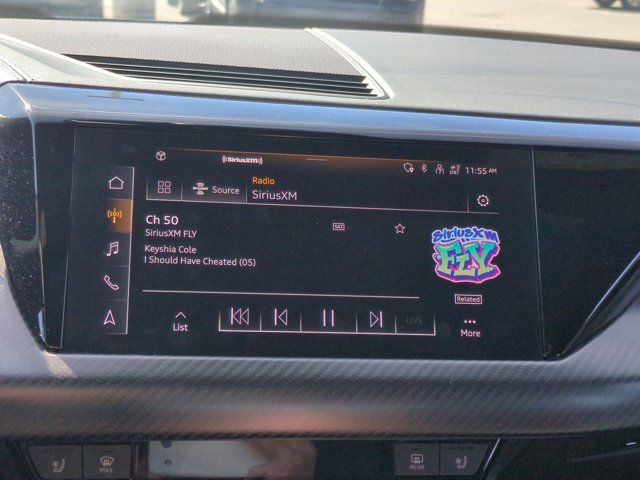 ((SiriusXM))
11:55 AM
Source
Radio
SiriusXM
Ch 50
SiriusXM FLY
SAT
Keyshia Cole
I Should Have Cheated (05)
SiriusXM
FLY
Related
List
LIVE
More
MAX
REAR